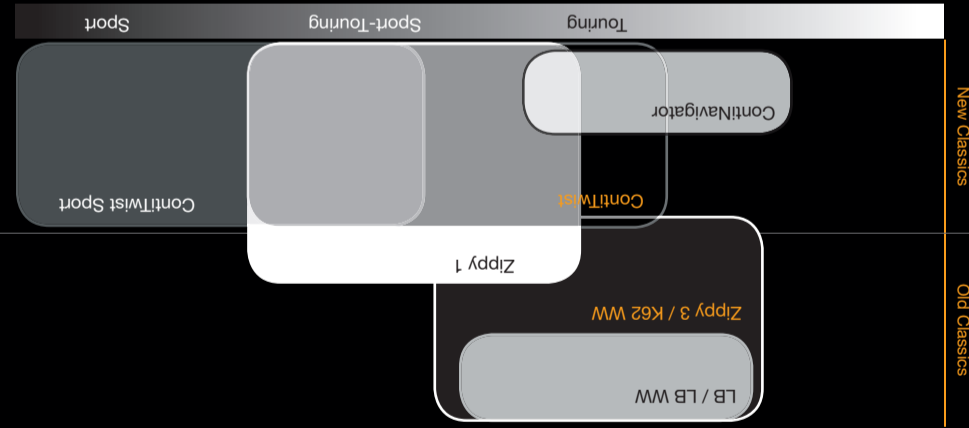 Old Classics
LB / LB WW
Zippy 3 / K62 WW
Zippy 1
New Classics
ContiTwist
ContiTwist Sport
ContiNavigator
Touring
Sport-Touring
Sport